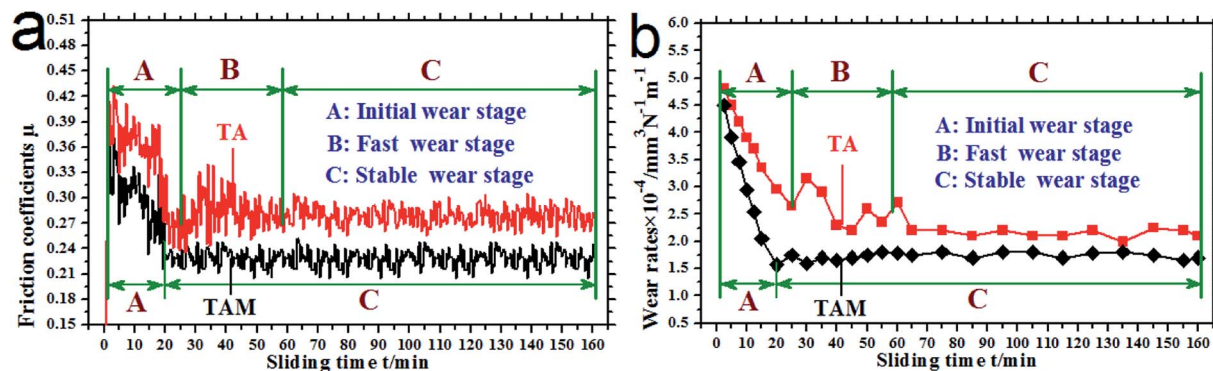 a
Friction coefficients μ
0.51
0.48
0.45
0.42
0.39
0.36
0.33
0.30
0.27
0.24
0.21
0.18
0.15
A
B
C
A: Initial wear stage
B: Fast wear stage
C: Stable wear stage
TA
A
TAM
C
0 10 20 30 40 50 60 70 80 90 100 110 120 130 140 150 160
Sliding time t/min
b
Wear rates×10⁻⁴/mm³N⁻¹m⁻¹
6.0
5.5
5.0
4.5
4.0
3.5
3.0
2.5
2.0
1.5
1.0
0.5
A
B
C
A: Initial wear stage
B: Fast wear stage
C: Stable wear stage
TA
A
TAM
C
0 10 20 30 40 50 60 70 80 90 100 110 120 130 140 150 160
Sliding time t/min